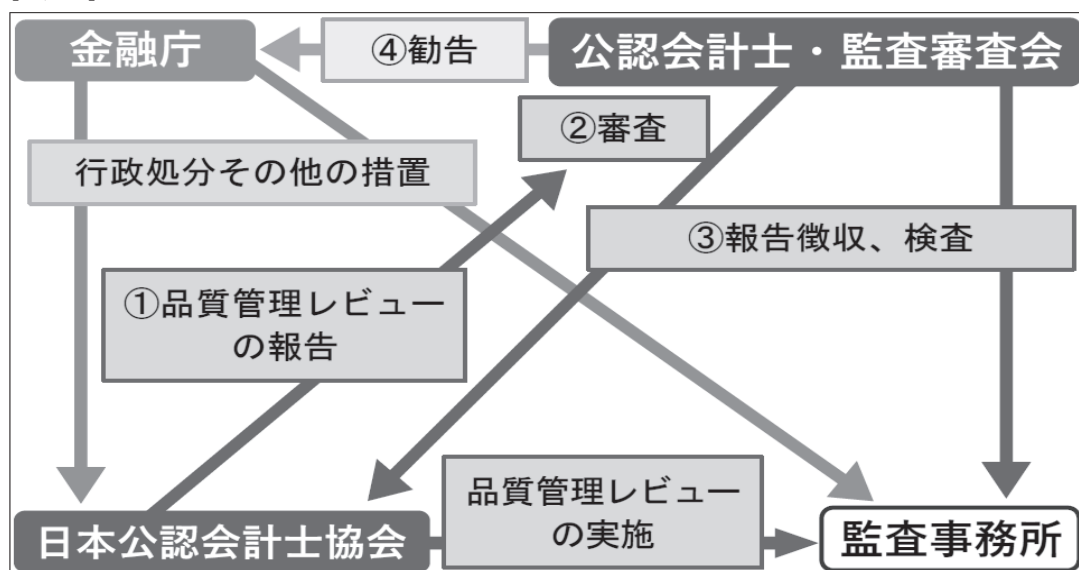 金融庁
④勧告
公認会計士・監査審査会
②審査
行政処分その他の措置
③報告徴収、検査
①品質管理レビュー
の報告
品質管理レビュー
の実施
日本公認会計士協会
監査事務所